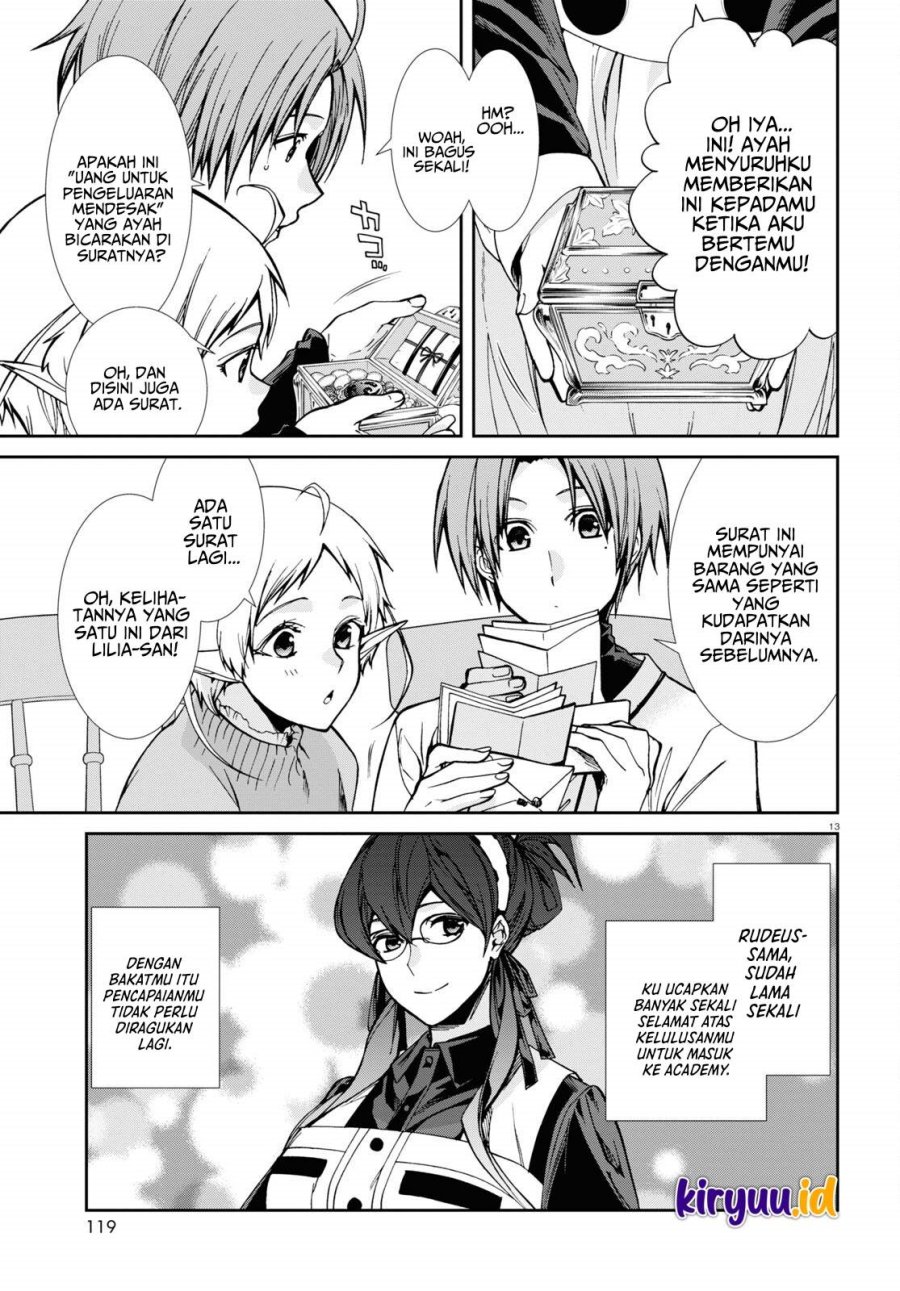 OH IYA...
INI! AYAH
MENYURUHKU
MEMBERIKAN
INI KEPADAMU
KETIKA AKU
BERTEMU
DENGANMU!
HM?
OOH...
WOAH,
INI BAGUS
SEKALI!
APAKAH INI
"UANG UNTUK
PENGELUARAN
MENDESAK"
YANG AYAH
BICARAKAN DI
SURATNYA?
OH, DAN
DISINI JUGA
ADA SURAT.
SURAT INI
MEMPUNYAI
BARANG YANG
SAMA SEPERTI
YANG
KUDAPATKAN
DARINYA
SEBELUMNYA.
ADA
SATU
SURAT
LAGI...
OH, KELIHA-
TANNYA YANG
SATU INI DARI
LILIA-SAN!
13
RUDEUS-
SAMA,
SUDAH
LAMA
SEKALI
KU UCAPKAN
BANYAK SEKALI
SELAMAT ATAS
KELULUSANMU
UNTUK MASUK
KE ACADEMY.
DENGAN
BAKATMU ITU
PENCAPAIANMU
TIDAK PERLU
DIRAGUKAN
LAGI.
kiryuu.id
119